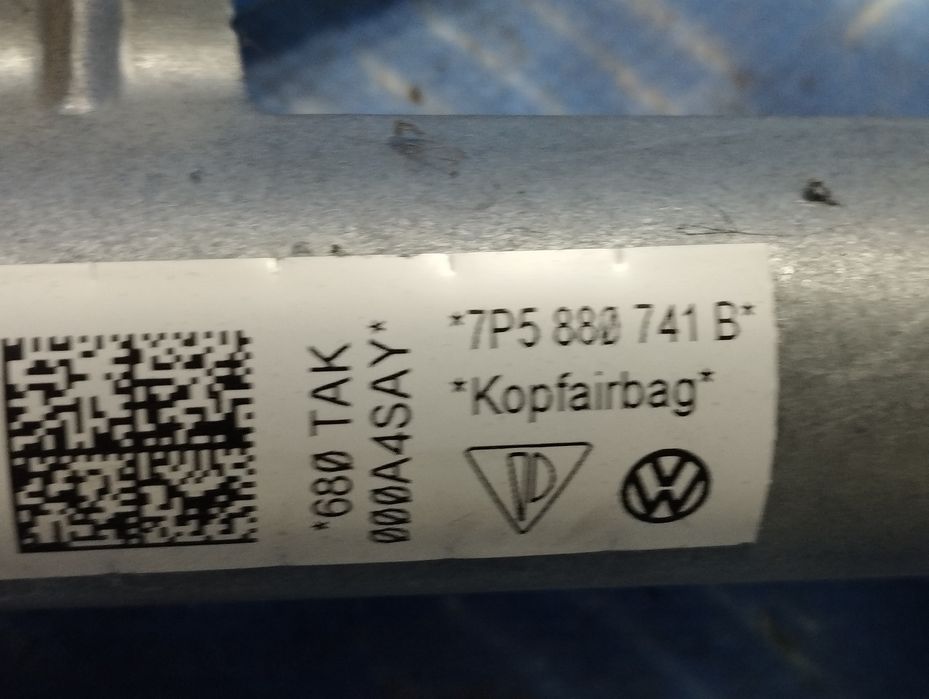 *680 TAK
000A4SAY*
*7P5 880 741 B*
*Kopfairbag*